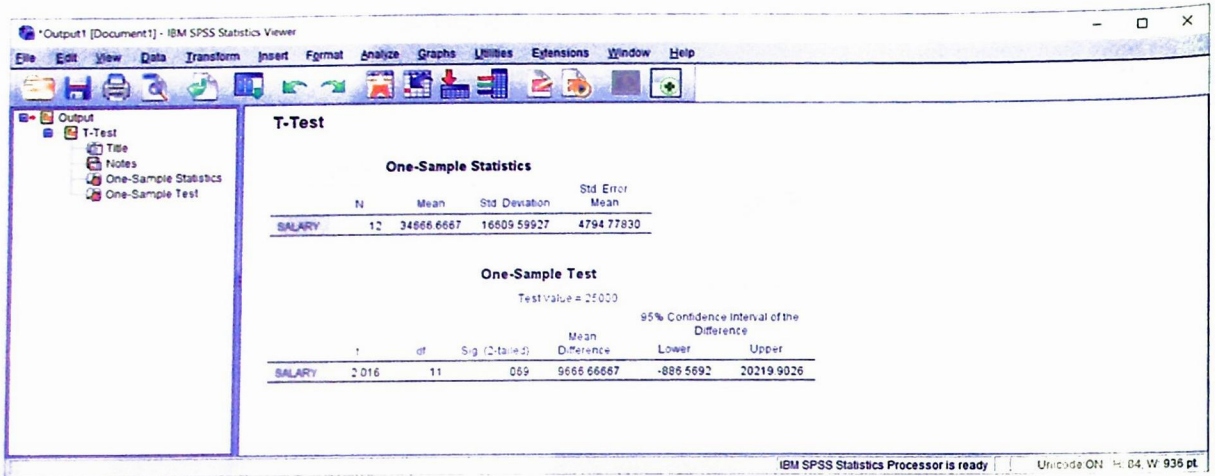 *Output1 [Document1] - IBM SPSS Statistics Viewer
File Edit View Data Transform Insert Format Analyze Graphs Utilities Extensions Window Help
Output
T-Test
Title
Notes
One-Sample Statistics
One-Sample Test
T-Test
One-Sample Statistics
N Mean Std. Deviation Std. Error Mean
SALARY 12 34666.6667 16609.59927 4794.77830
One-Sample Test
Test Value = 25000
95% Confidence Interval of the Difference
t df Sig. (2-tailed) Mean Difference Lower Upper
SALARY 2.016 11 .069 9666.66667 -886.5692 20219.9026
IBM SPSS Statistics Processor is ready Unicode:ON H: 84, W: 936 pt.